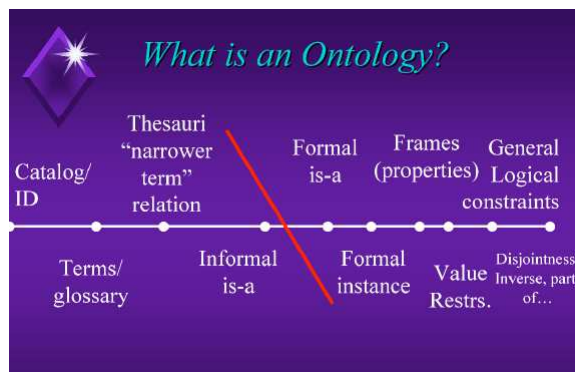 What is an Ontology?
Catalog/
ID
Thesauri
“narrower
term”
relation
Formal
is-a
Frames
(properties)
General
Logical
constraints
Terms/
glossary
Informal
is-a
Formal
instance
Value
Restrs.
Disjointness
Inverse, part
of…